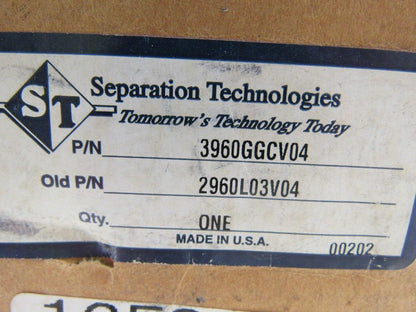 ST
Separation Technologies
Tomorrow's Technology Today
P/N 3960GGCV04
Old P/N 2960L03V04
Qty. ONE
MADE IN U.S.A. 00202